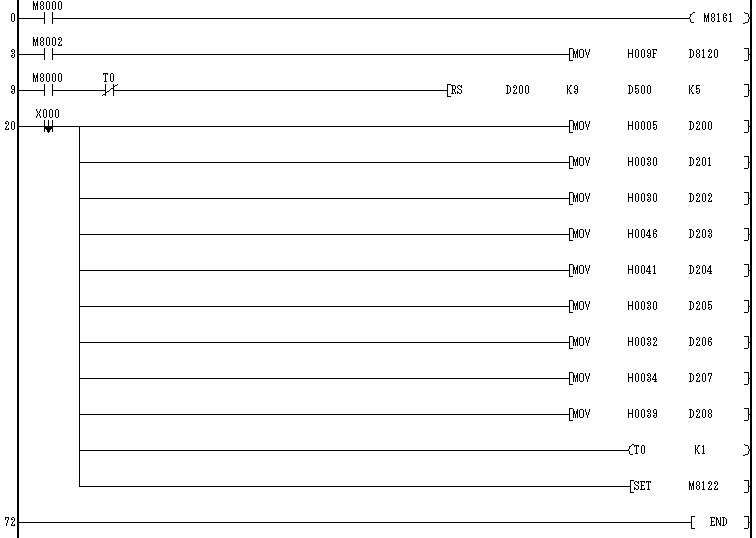 M8000
0 M8161
M8002
3 MOV H009F D8120
M8000 T0
9 RS D200 K9 D500 K5
X000
20 MOV H0005 D200
MOV H0030 D201
MOV H0030 D202
MOV H0046 D203
MOV H0041 D204
MOV H0030 D205
MOV H0032 D206
MOV H0034 D207
MOV H0039 D208
T0 K1
SET M8122
72 END